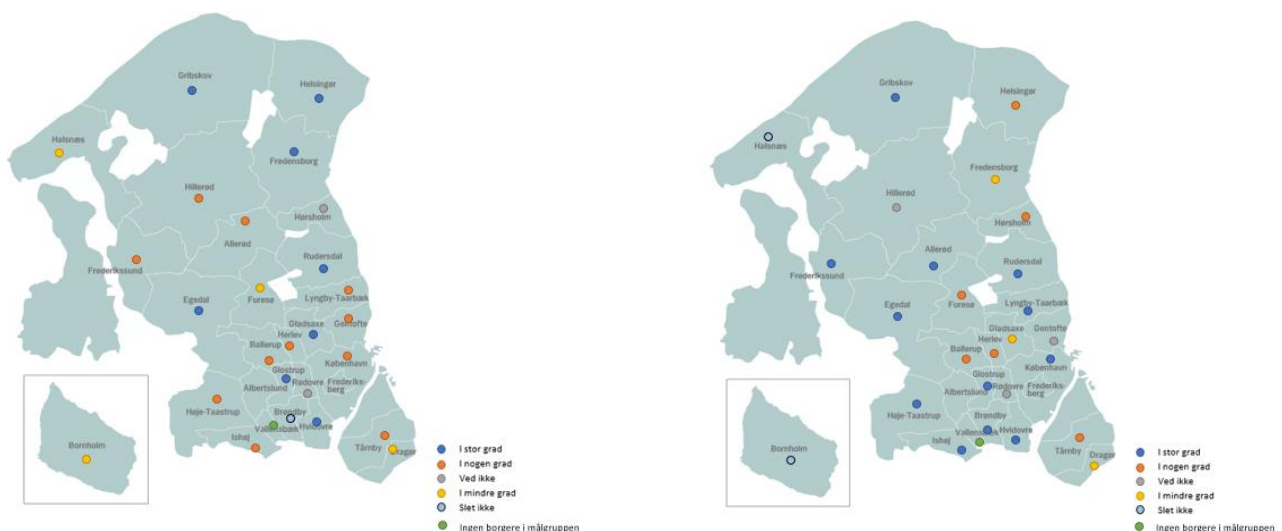 Gribskov
Helsingør
Halsnæs
Fredensborg
Hillerød
Hørsholm
Allerød
Frederikssund
Rudersdal
Egedal
Furesø
Lyngby-Taarbæk
Gladsaxe
Gentofte
Herlev
Ballerup
København
Glostrup
Albertslund
Rødovre
Frederiks-
berg
Høje-Taastrup
Brøndby
Vallensbæk
Hvidovre
Ishøj
Tårnby
Dragør
Bornholm
I stor grad
I nogen grad
Ved ikke
I mindre grad
Slet ikke
Ingen borgere i målgruppen
Gribskov
Helsingør
Halsnæs
Fredensborg
Hillerød
Hørsholm
Allerød
Rudersdal
Frederikssund
Egedal
Furesø
Lyngby-Taarbæk
Gladsaxe
Gentofte
Herlev
Ballerup
København
Glostrup
Albertslund
Rødovre
Frederiks-
berg
Høje-Taastrup
Brøndby
Vallensbæk
Hvidovre
Ishøj
Tårnby
Dragør
Bornholm
I stor grad
I nogen grad
Ved ikke
I mindre grad
Slet ikke
Ingen borgere i målgruppen